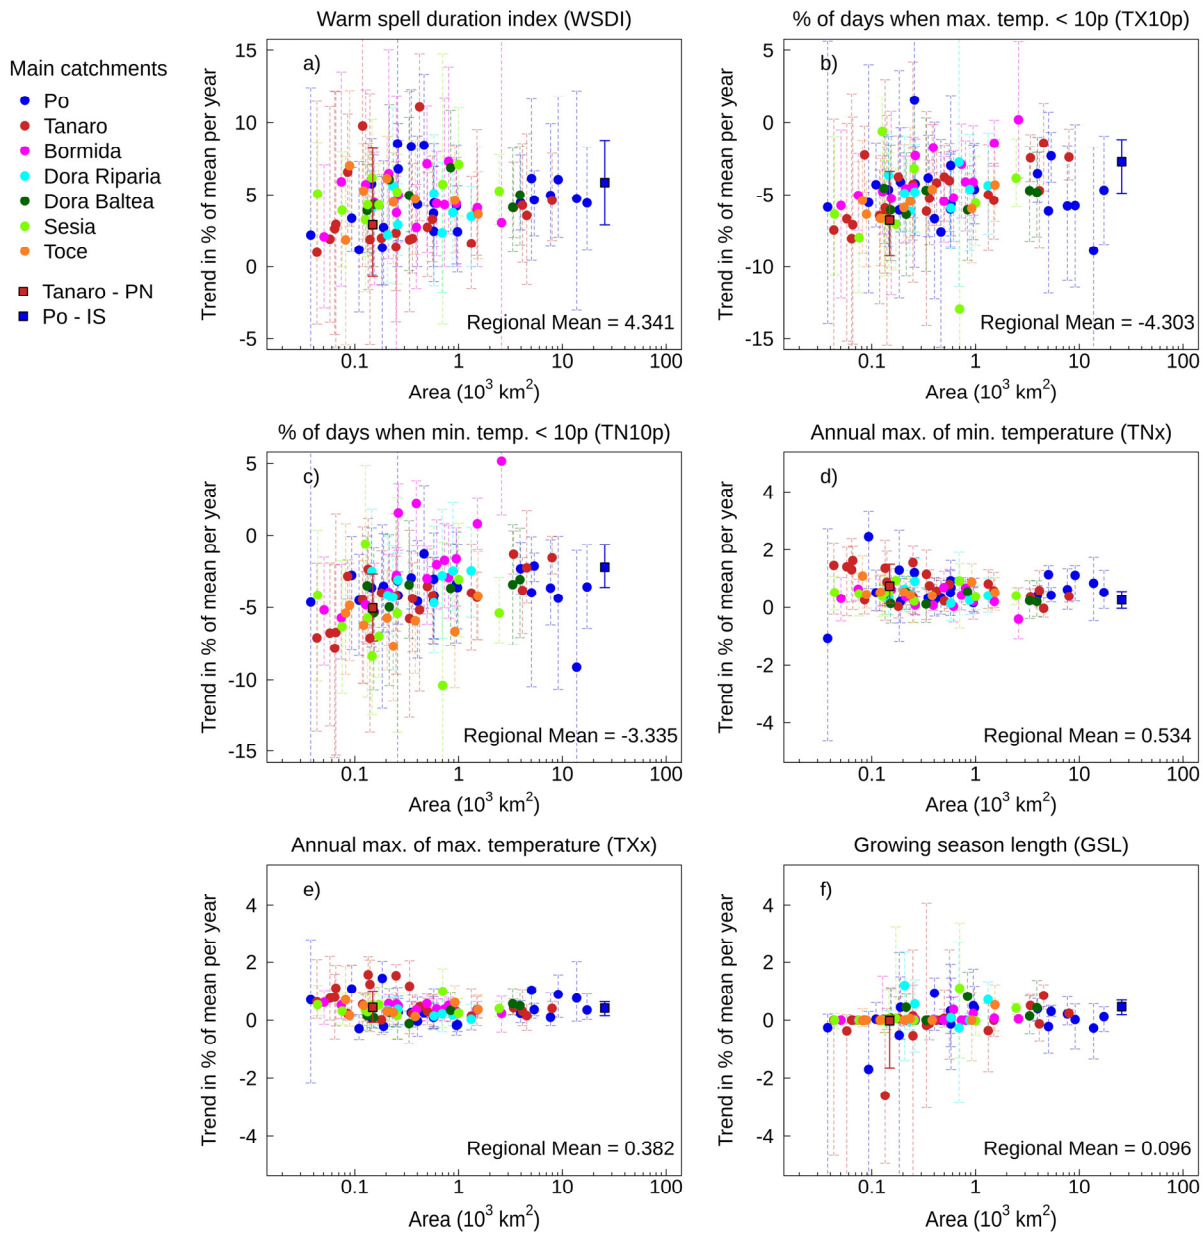 Warm spell duration index (WSDI)
% of days when max. temp. < 10p (TX10p)
Main catchments
Po
Tanaro
Bormida
Dora Riparia
Dora Baltea
Sesia
Toce
Tanaro - PN
Po - IS
a)
15
10
5
0
-5
Trend in % of mean per year
Regional Mean = 4.341
0.1 1 10 100
Area (10³ km²)
b)
5
0
-5
-10
-15
Trend in % of mean per year
Regional Mean = -4.303
0.1 1 10 100
Area (10³ km²)
% of days when min. temp. < 10p (TN10p)
c)
5
0
-5
-10
-15
Trend in % of mean per year
Regional Mean = -3.335
0.1 1 10 100
Area (10³ km²)
Annual max. of min. temperature (TNx)
d)
4
2
0
-2
-4
Trend in % of mean per year
Regional Mean = 0.534
0.1 1 10 100
Area (10³ km²)
Annual max. of max. temperature (TXx)
e)
4
2
0
-2
-4
Trend in % of mean per year
Regional Mean = 0.382
0.1 1 10 100
Area (10³ km²)
Growing season length (GSL)
f)
4
2
0
-2
-4
Trend in % of mean per year
Regional Mean = 0.096
0.1 1 10 100
Area (10³ km²)